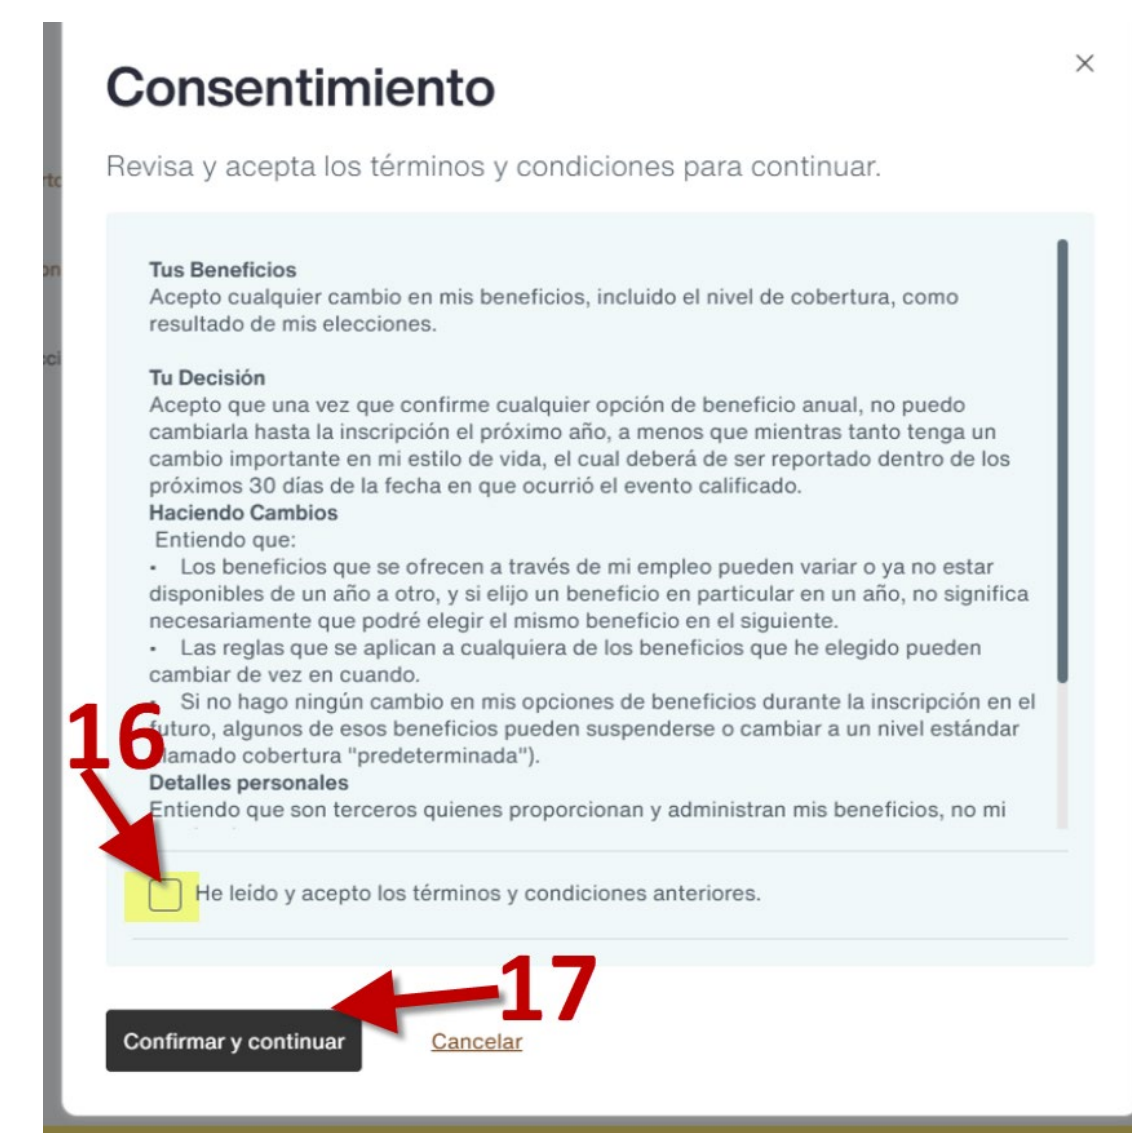 Consentimiento
Revisa y acepta los términos y condiciones para continuar.
Tus Beneficios
Acepto cualquier cambio en mis beneficios, incluido el nivel de cobertura, como
resultado de mis elecciones.
Tu Decisión
Acepto que una vez que confirme cualquier opción de beneficio anual, no puedo
cambiarla hasta la inscripción el próximo año, a menos que mientras tanto tenga un
cambio importante en mi estilo de vida, el cual deberá de ser reportado dentro de los
próximos 30 días de la fecha en que ocurrió el evento calificado.
Haciendo Cambios
Entiendo que:
• Los beneficios que se ofrecen a través de mi empleo pueden variar o ya no estar
disponibles de un año a otro, y si elijo un beneficio en particular en un año, no significa
necesariamente que podré elegir el mismo beneficio en el siguiente.
• Las reglas que se aplican a cualquiera de los beneficios que he elegido pueden
cambiar de vez en cuando.
• Si no hago ningún cambio en mis opciones de beneficios durante la inscripción en el
futuro, algunos de esos beneficios pueden suspenderse o cambiar a un nivel estándar
llamado cobertura "predeterminada").
Detalles personales
Entiendo que son terceros quienes proporcionan y administran mis beneficios, no mi
16
He leído y acepto los términos y condiciones anteriores.
17
Confirmar y continuar
Cancelar